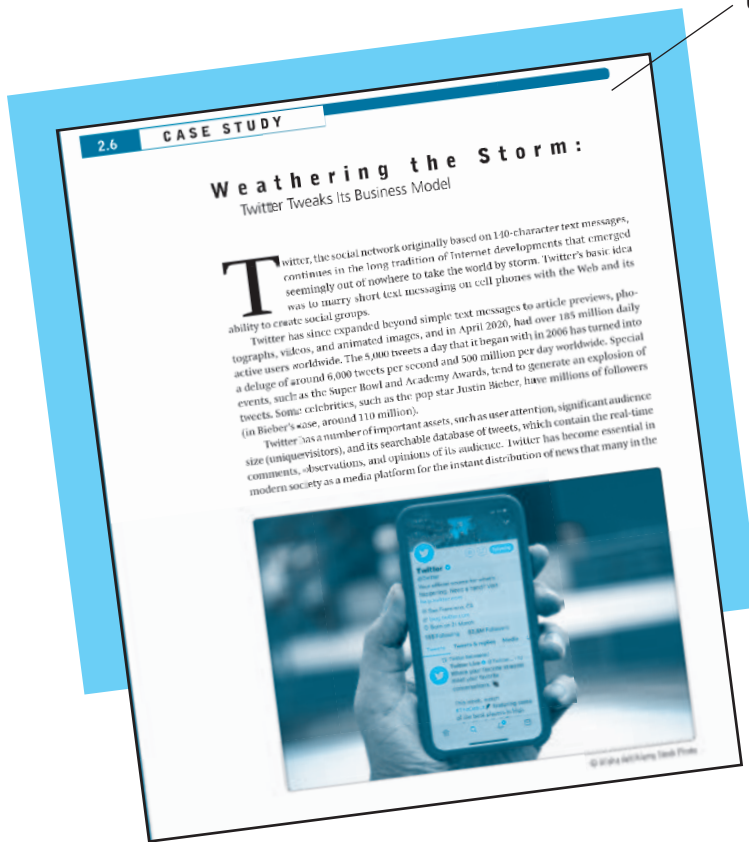 2.6 CASE STUDY
Weathering the Storm:
Twitter Tweaks Its Business Model
Twitter, the social network originally based on 140-character text messages,
continues in the long tradition of Internet developments that emerged
seemingly out of nowhere to take the world by storm. Twitter's basic idea
was to marry short text messaging on cell phones with the Web and its
ability to create social groups.
Twitter has since expanded beyond simple text messages to article previews, pho-
tographs, videos, and animated images, and in April 2020, had over 185 million daily
active users worldwide. The 5,000 tweets a day that it began with in 2006 has turned into
a deluge of around 6,000 tweets per second and 500 million per day worldwide. Special
events, such as the Super Bowl and Academy Awards, tend to generate an explosion of
tweets. Some celebrities, such as the pop star Justin Bieber, have millions of followers
(in Bieber's case, around 110 million).
Twitter has a number of important assets, such as user attention, significant audience
size (unique visitors), and its searchable database of tweets, which contain the real-time
comments, observations, and opinions of its audience. Twitter has become essential in
modern society as a media platform for the instant distribution of news that many in the
Twitter
@Twitter
San Francisco, CA
Following Followers
Tweets Tweets & replies Media